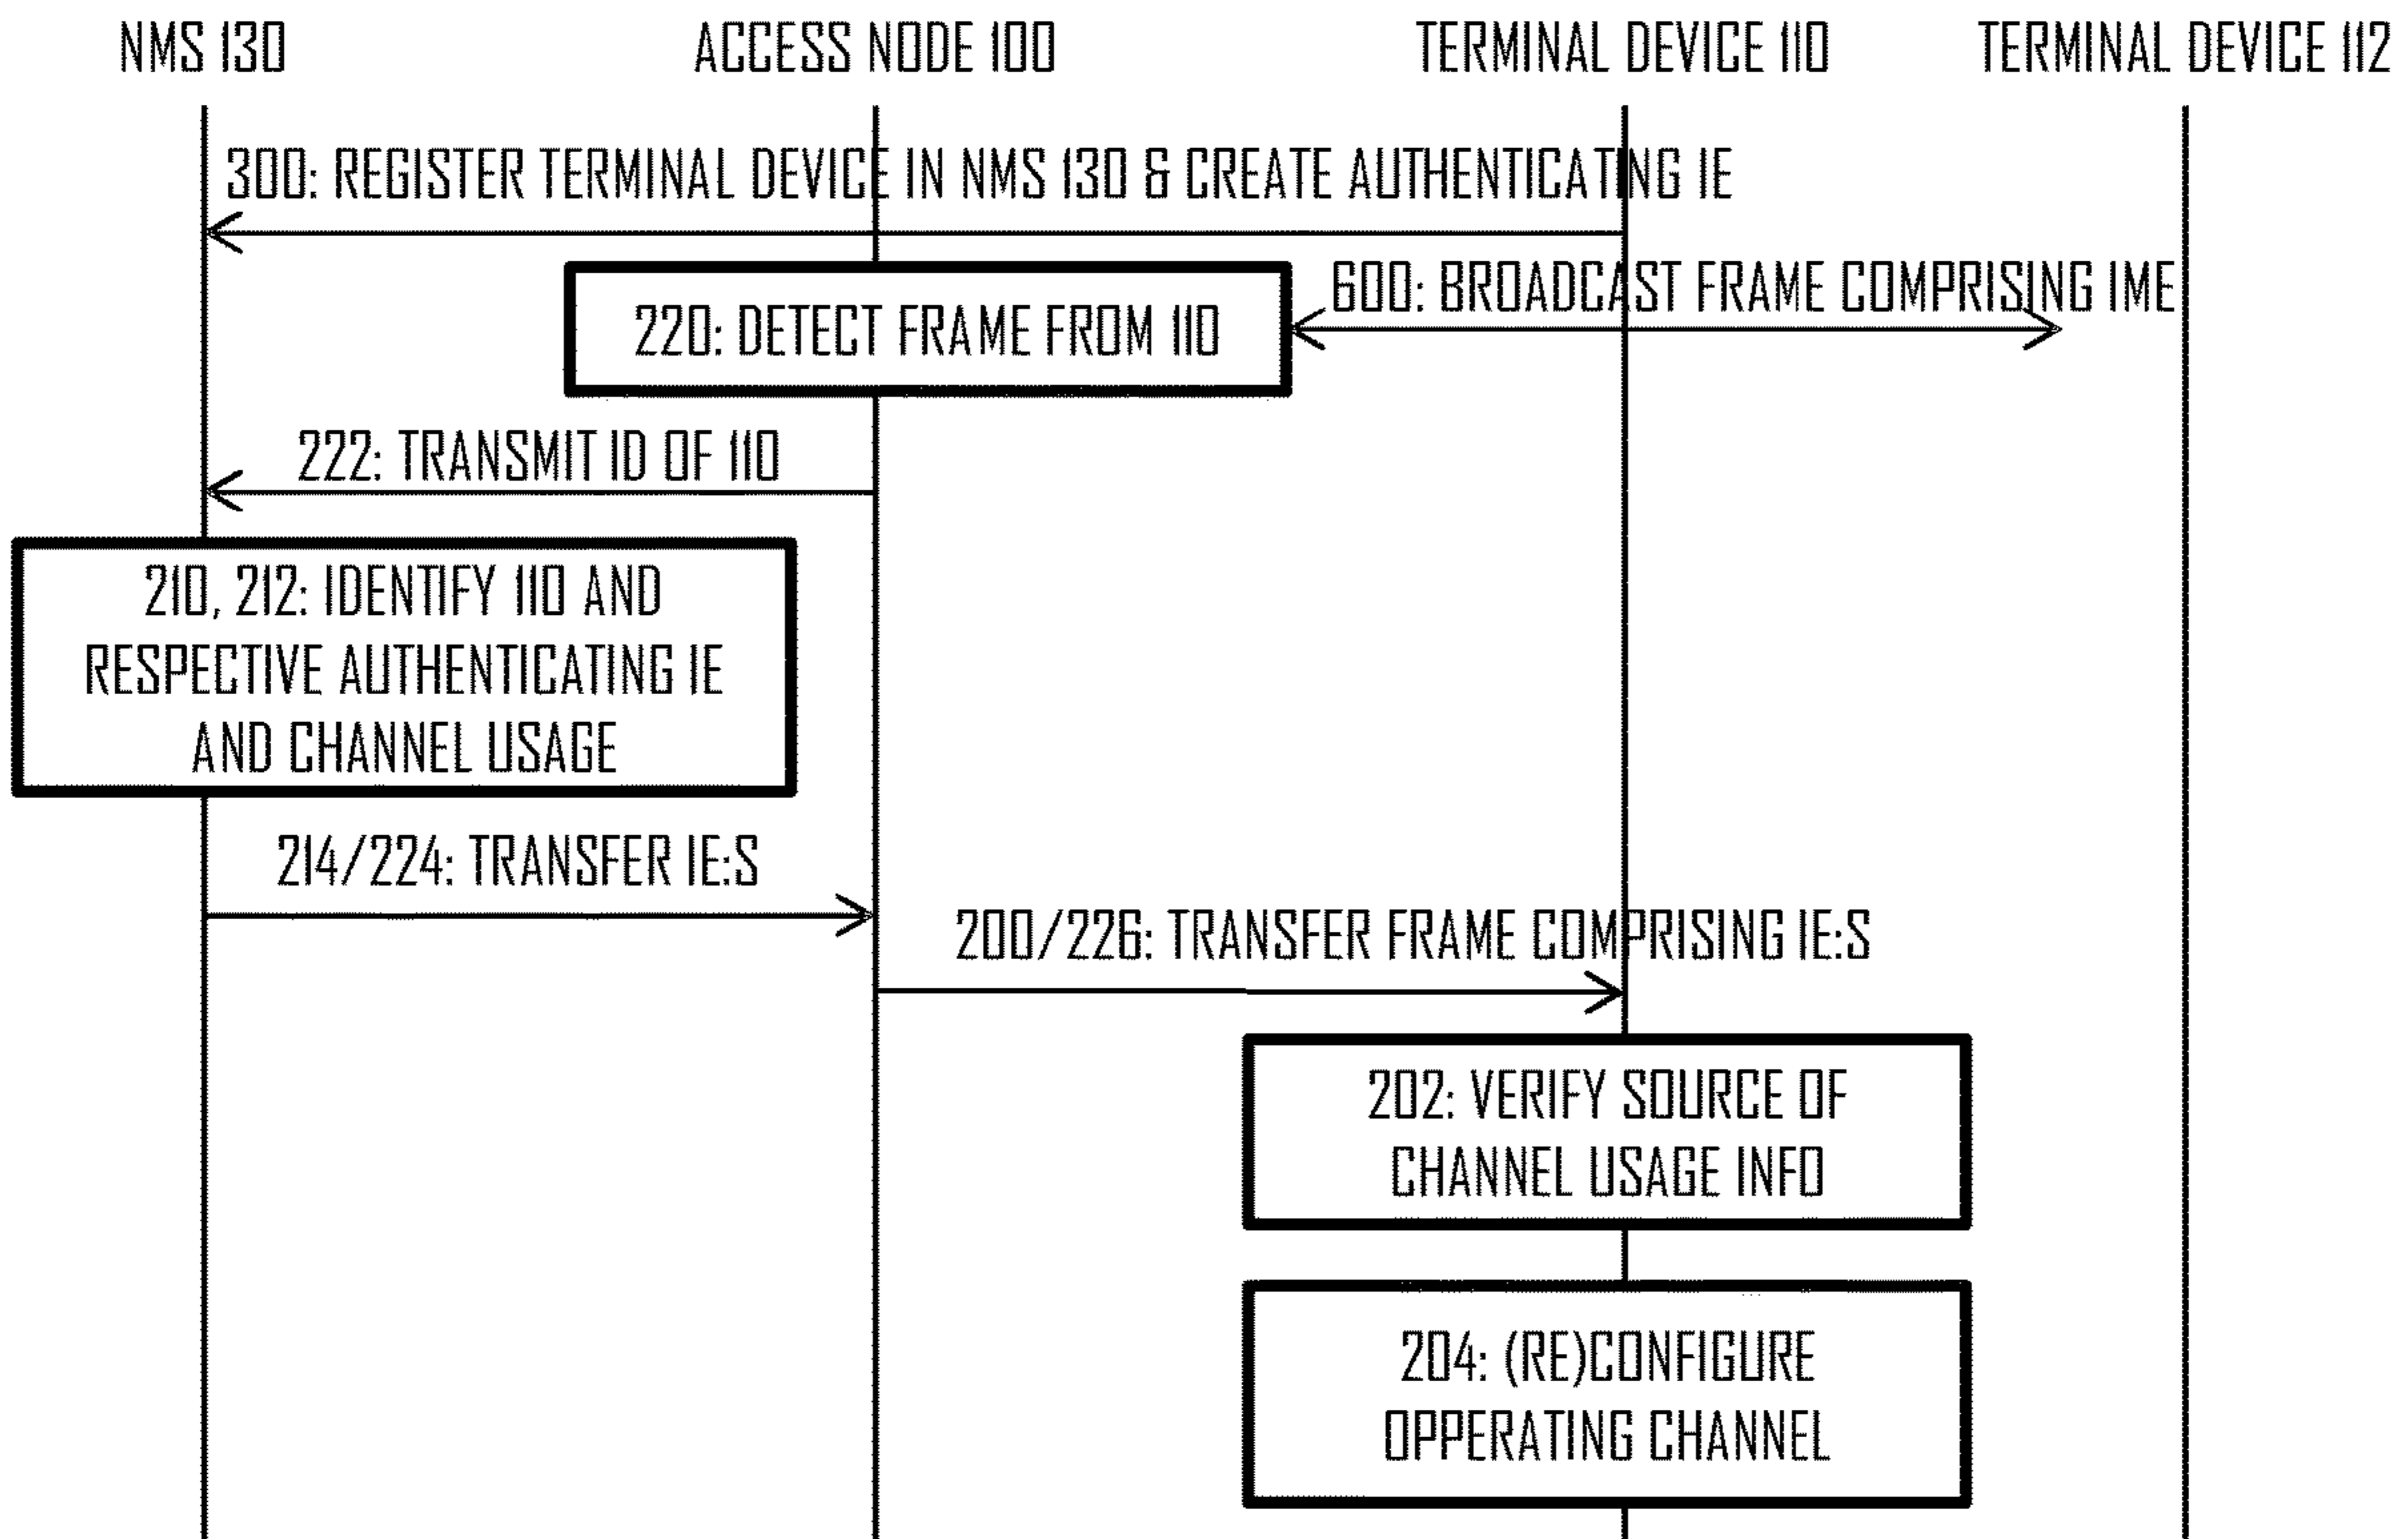 NMS 130
ACCESS NODE 100
TERMINAL DEVICE 110
TERMINAL DEVICE 112
300: REGISTER TERMINAL DEVICE IN NMS 130 & CREATE AUTHENTICATING IE
600: BROADCAST FRAME COMPRISING IME
220: DETECT FRAME FROM 110
222: TRANSMIT ID OF 110
210, 212: IDENTIFY 110 AND
RESPECTIVE AUTHENTICATING IE
AND CHANNEL USAGE
214/224: TRANSFER IE:S
200/226: TRANSFER FRAME COMPRISING IE:S
202: VERIFY SOURCE OF
CHANNEL USAGE INFO
204: (RE)CONFIGURE
OPPERATING CHANNEL